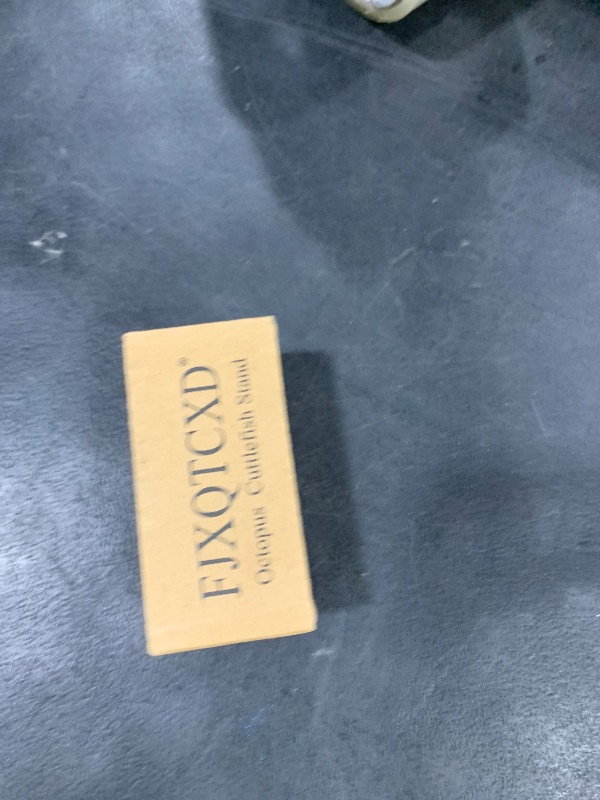 FJXQTCXD®
Octopus Cuttlefish Stand